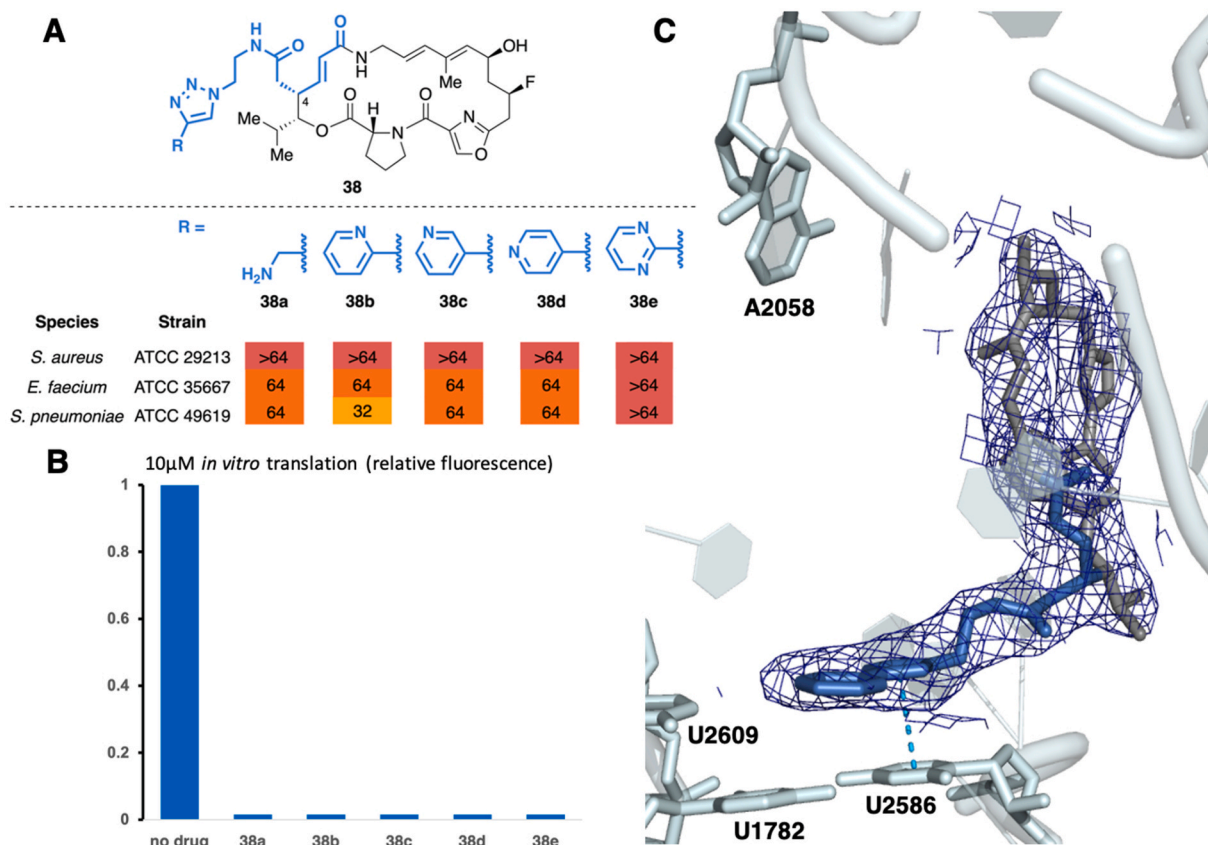 A
H
N
O
O
N
H
OH
Me
F
N
N
N
4
O
H
O
N
Me
O
N
R
Me
O
38
R =
H₂N
N
N
N
N
N
38a 38b 38c 38d 38e
Species Strain
S. aureus ATCC 29213 >64 >64 >64 >64 >64
E. faecium ATCC 35667 64 64 64 64 >64
S. pneumoniae ATCC 49619 64 32 64 64 >64
B
10μM in vitro translation (relative fluorescence)
1
0.8
0.6
0.4
0.2
0
no drug 38a 38b 38c 38d 38e
C
A2058
U2609
U2586
U1782